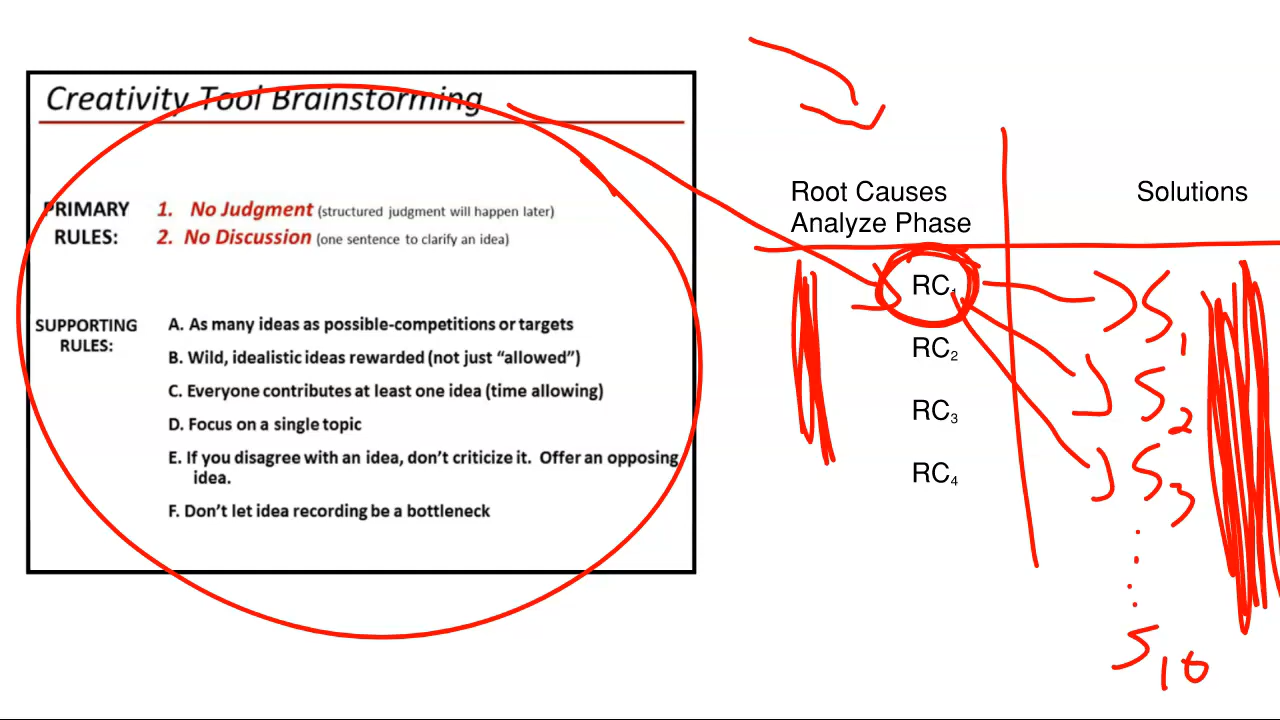 Creativity Tool Brainstorming
PRIMARY RULES:
1. No Judgment (structured judgment will happen later)
2. No Discussion (one sentence to clarify an idea)
SUPPORTING RULES:
A. As many ideas as possible-competitions or targets
B. Wild, idealistic ideas rewarded (not just “allowed”)
C. Everyone contributes at least one idea (time allowing)
D. Focus on a single topic
E. If you disagree with an idea, don’t criticize it. Offer an opposing
idea.
F. Don’t let idea recording be a bottleneck
Root Causes
Analyze Phase
Solutions
RC₁
S₁
RC₂
S₂
RC₃
RC₄
S₃
S₁₀